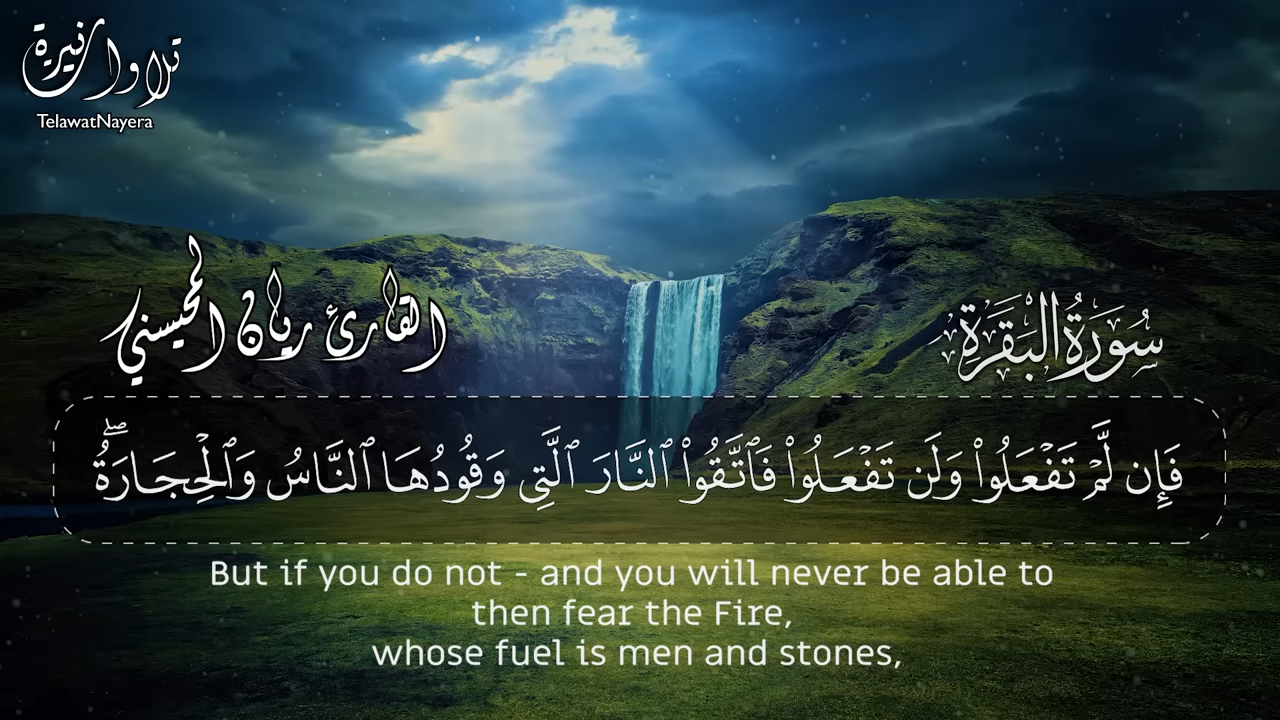 تلاوات نيرة
TelawatNayera
سُورَةُ البَقَرَةِ
القارئ ريان المحيسني
فَإِن لَّمْ تَفْعَلُوا۟ وَلَن تَفْعَلُوا۟ فَٱتَّقُوا۟ ٱلنَّارَ ٱلَّتِى وَقُودُهَا ٱلنَّاسُ وَٱلْحِجَارَةُ ۖ
But if you do not - and you will never be able to
then fear the Fire,
whose fuel is men and stones,